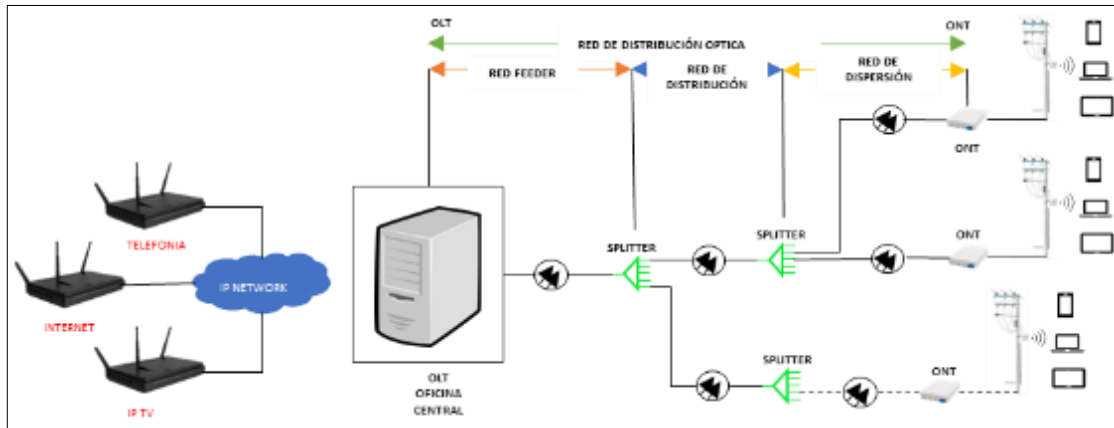 OLT
ONT
RED DE DISTRIBUCIÓN OPTICA
RED FEEDER
RED DE
DISTRIBUCIÓN
RED DE
DISPERSIÓN
ONT
TELEFONIA
IP NETWORK
INTERNET
IP TV
SPLITTER
SPLITTER
ONT
SPLITTER
ONT
OLT
OFICINA
CENTRAL